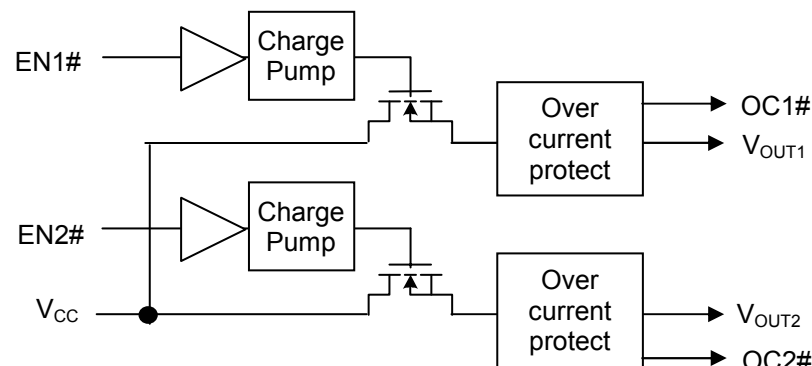 EN1#
Charge
Pump
Over
current
protect
OC1#
VOUT1
EN2#
Charge
Pump
VCC
Over
current
protect
VOUT2
OC2#